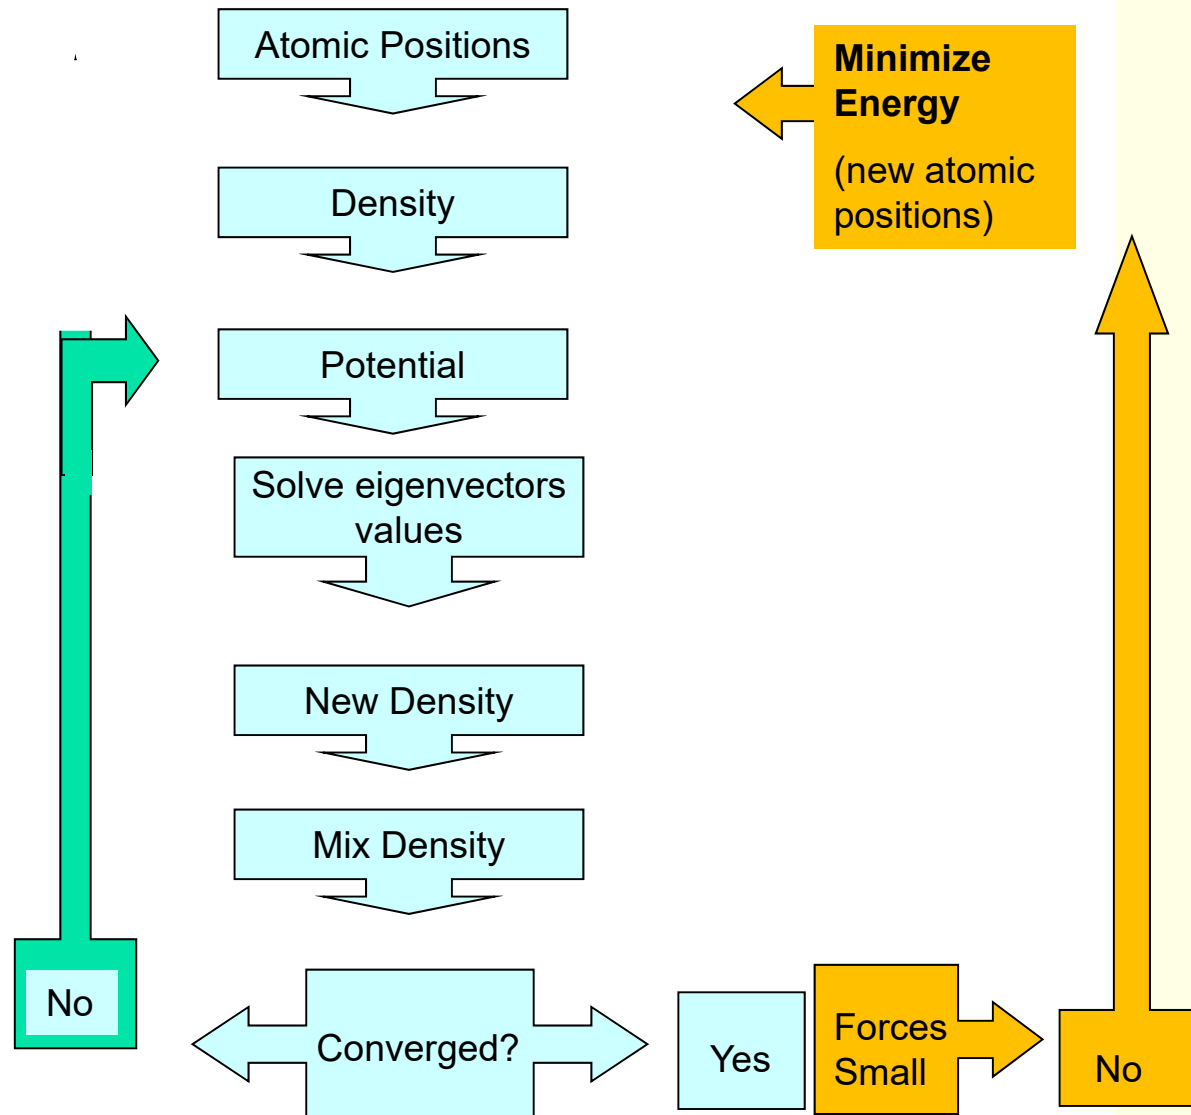 Atomic Positions
Minimize
Energy
(new atomic
positions)
Density
Potential
Solve eigenvectors
values
New Density
Mix Density
No
Converged?
Yes
Forces
Small
No